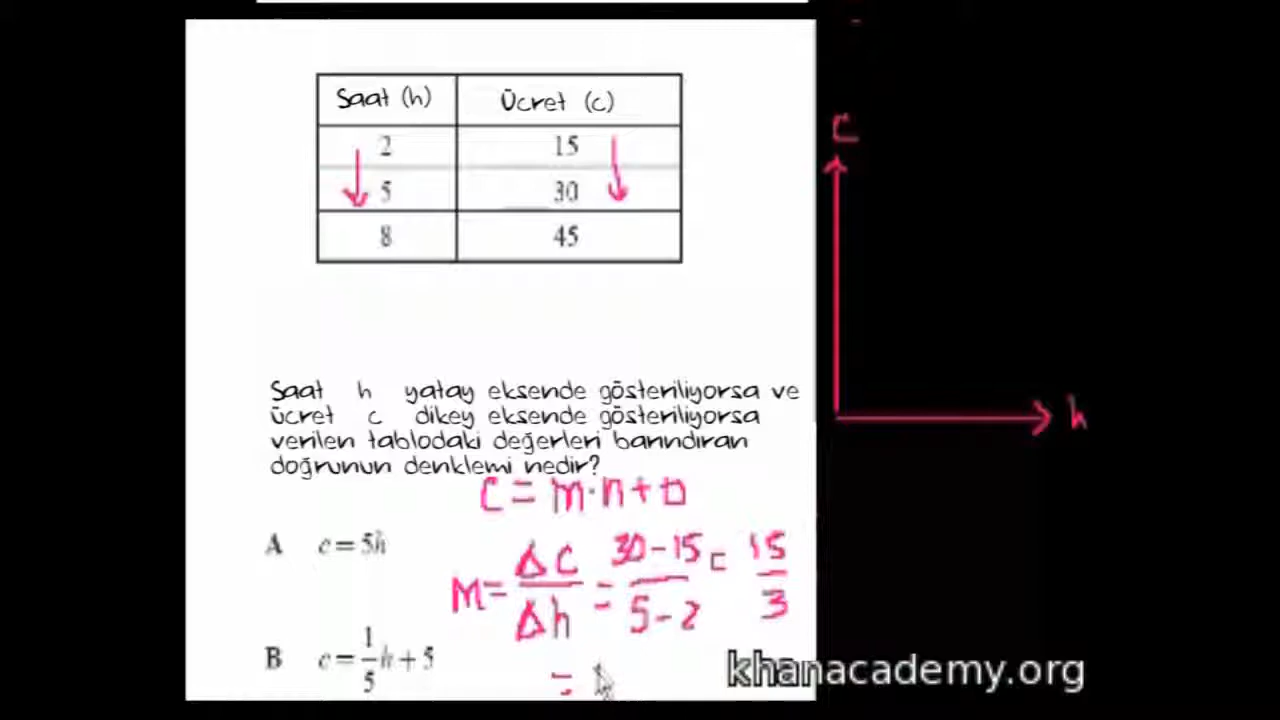 Saat (h) Ücret (c)
2 15
5 30
8 45
c
h
Saat h yatay eksende gösteriliyorsa ve
ücret c dikey eksende gösteriliyorsa
verilen tablodaki değerleri barındıran
doğrunun denklemi nedir?
c = m·h + b
A c = 5h
m = Δc/Δh = 30-15/5-2 = 15/3
B c = 1/5 h + 5
=
khanacademy.org